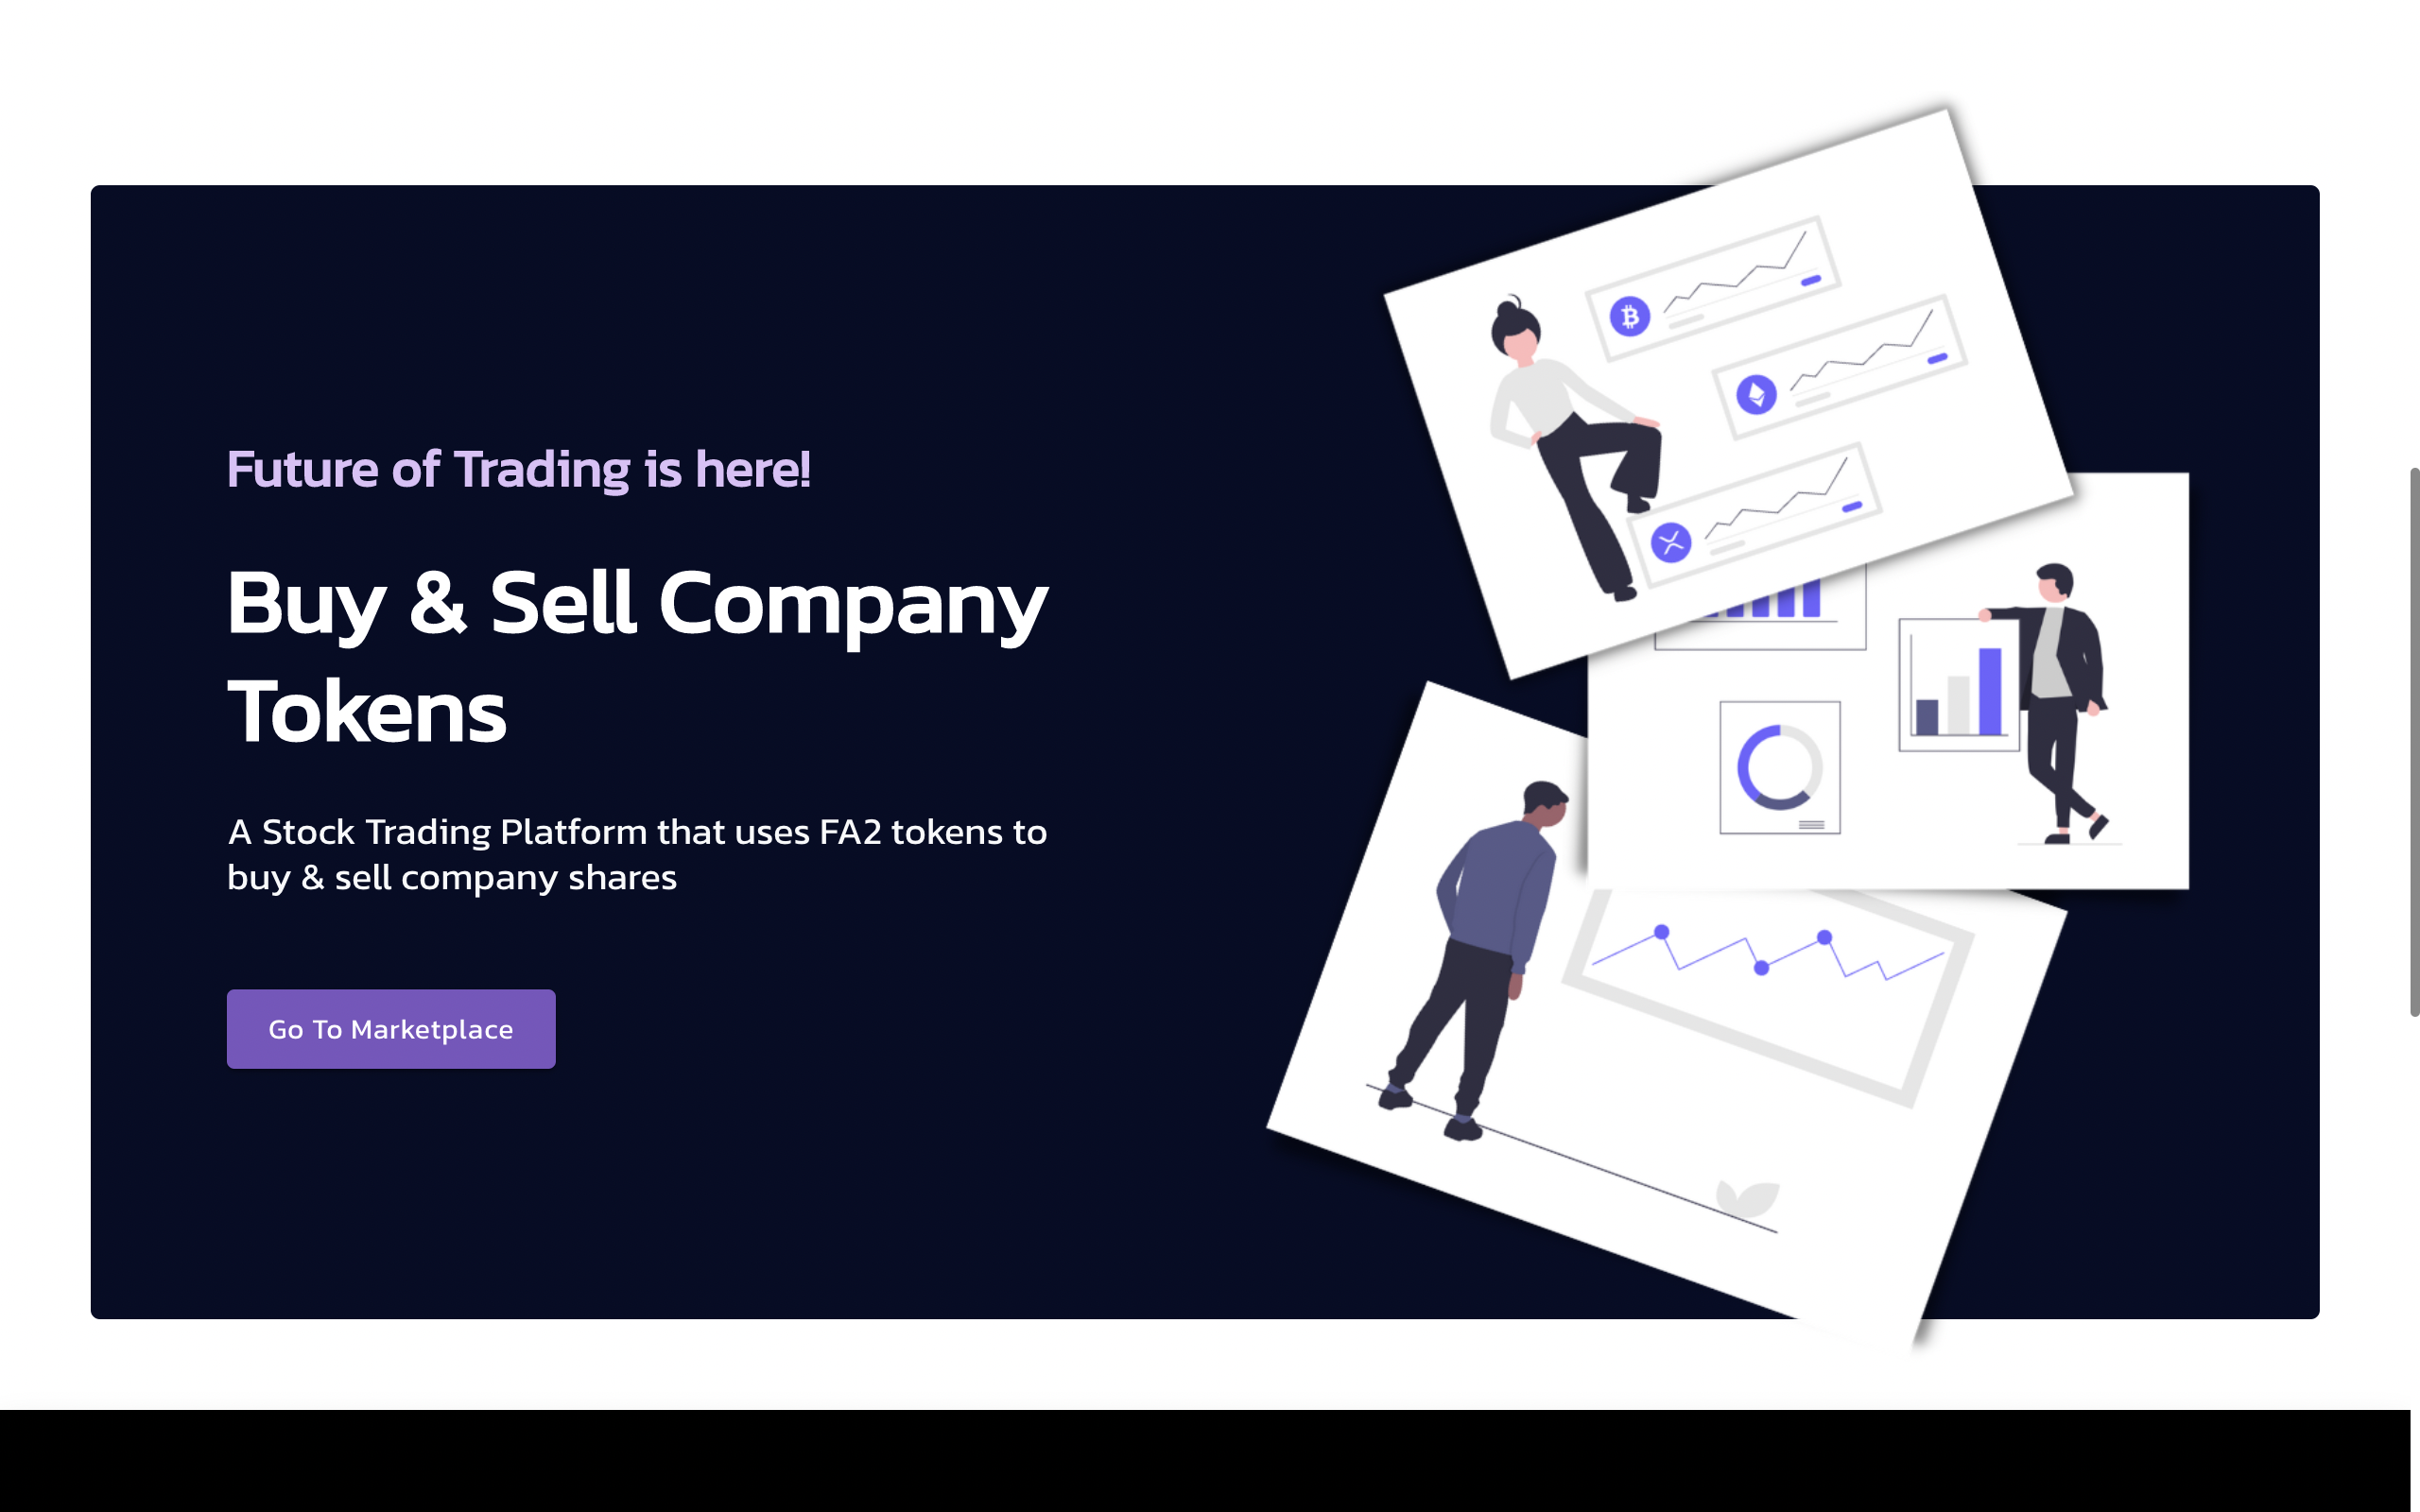 Future of Trading is here!
Buy & Sell Company
Tokens
A Stock Trading Platform that uses FA2 tokens to
buy & sell company shares
Go To Marketplace